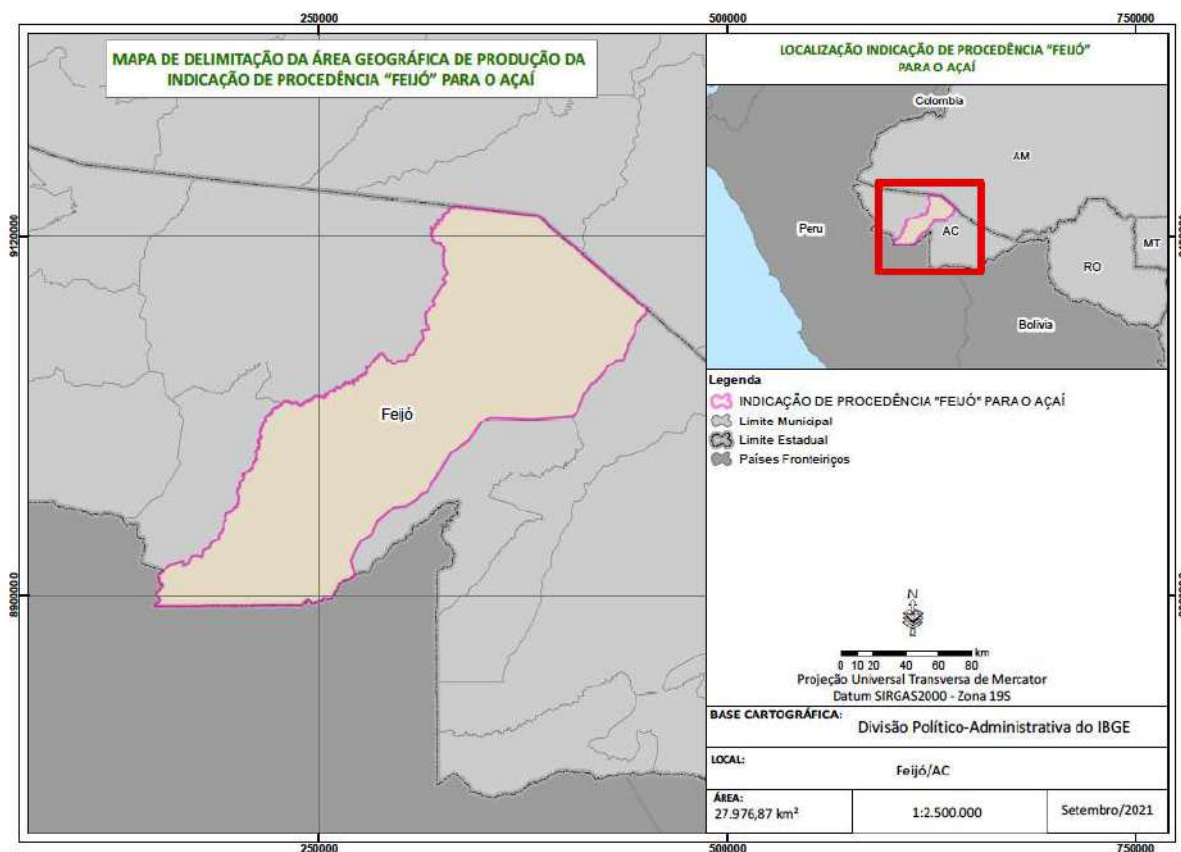 250000
500000
750000
MAPA DE DELIMITAÇÃO DA ÁREA GEOGRÁFICA DE PRODUÇÃO DA
INDICAÇÃO DE PROCEDÊNCIA "FEIJÓ" PARA O AÇAÍ
LOCALIZAÇÃO INDICAÇÃO DE PROCEDÊNCIA "FEIJÓ"
PARA O AÇAÍ
Colombia
AM
Peru
AC
MT
RO
Bolivia
9120000
9120000
Feijó
Legenda
INDICAÇÃO DE PROCEDÊNCIA "FEIJÓ" PARA O AÇAÍ
Limite Municipal
Limite Estadual
Países Fronteiriços
8900000
N
km
0 10 20 40 60 80
Projeção Universal Transversa de Mercator
Datum SIRGAS2000 - Zona 19S
BASE CARTOGRÁFICA:
Divisão Político-Administrativa do IBGE
LOCAL:
Feijó/AC
ÁREA:
27.976,87 km²
1:2.500.000
Setembro/2021
250000
500000
750000